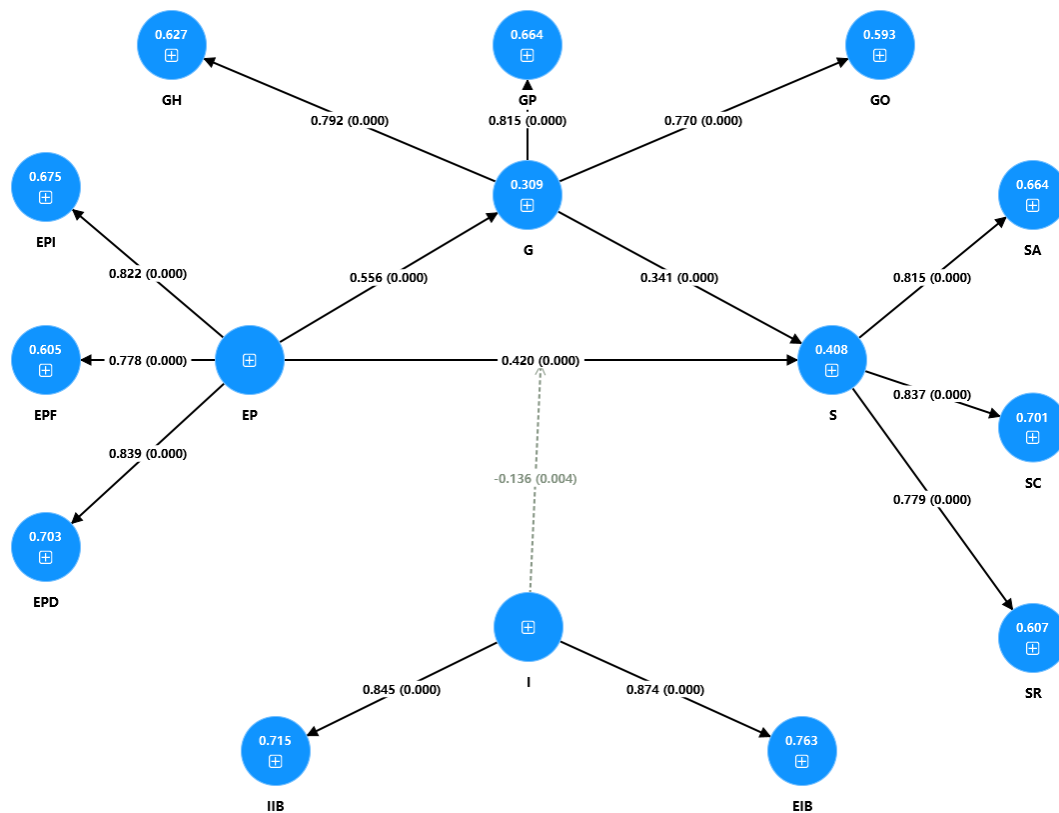 0.627
GH
0.664
GP
0.593
GO
0.792 (0.000)
0.815 (0.000)
0.770 (0.000)
0.675
EPI
0.309
G
0.664
SA
0.822 (0.000)
0.556 (0.000)
0.341 (0.000)
0.815 (0.000)
0.605
EPF
0.778 (0.000)
EP
0.420 (0.000)
0.408
S
0.837 (0.000)
0.701
SC
0.839 (0.000)
-0.136 (0.004)
0.779 (0.000)
0.703
EPD
0.607
SR
I
0.845 (0.000)
0.874 (0.000)
0.715
IIB
0.763
EIB